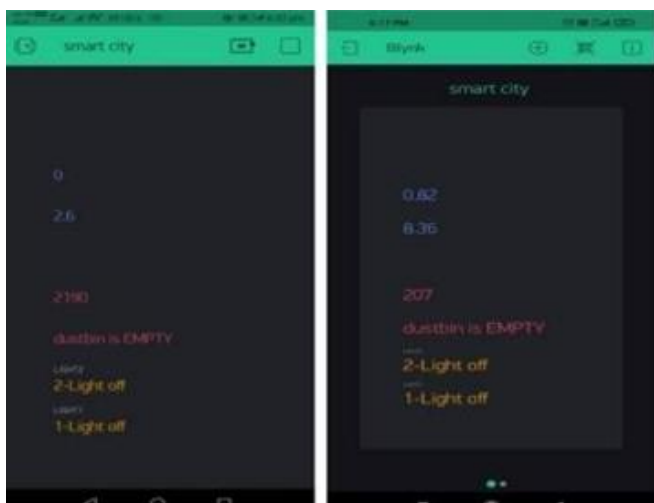 smart city
0
2.6
2190
dustbin is EMPTY
2-Light off
1-Light off
Blynk
smart city
0.82
8.36
207
dustbin is EMPTY
2-Light off
1-Light off